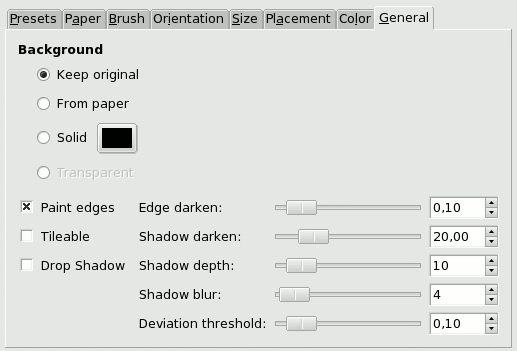 Presets Paper Brush Orientation Size Placement Color General
Background
Keep original
From paper
Solid
Transparent
Paint edges Edge darken: 0,10
Tileable Shadow darken: 20,00
Drop Shadow Shadow depth: 10
Shadow blur: 4
Deviation threshold: 0,10